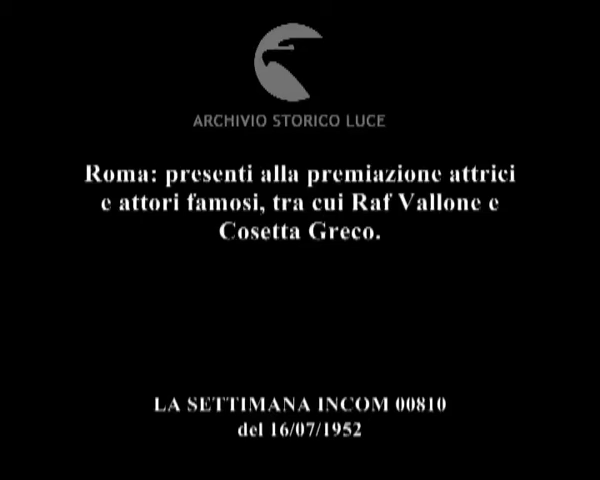 ARCHIVIO STORICO LUCE
Roma: presenti alla premiazione attrici
e attori famosi, tra cui Raf Vallone e
Cosetta Greco.
LA SETTIMANA INCOM 00810
del 16/07/1952